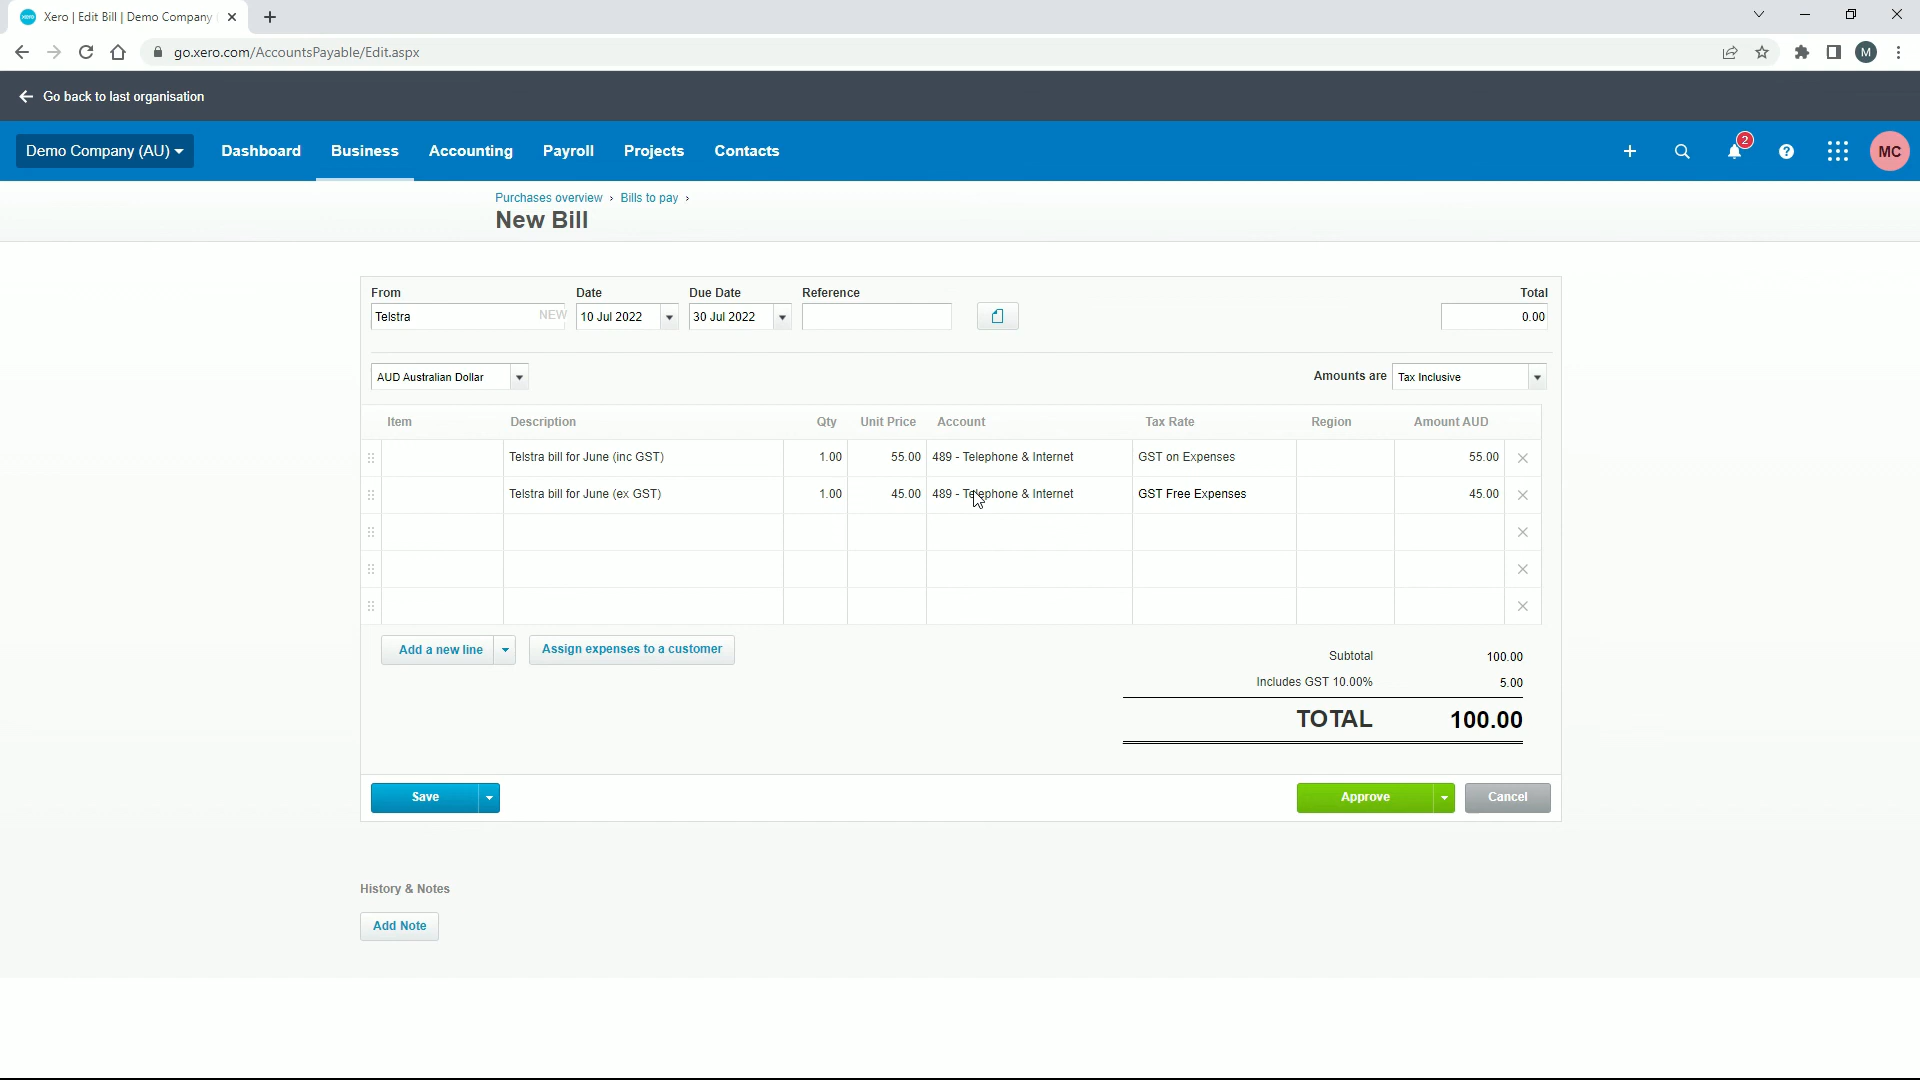 Xero | Edit Bill | Demo Company
go.xero.com/AccountsPayable/Edit.aspx
M
Go back to last organisation
Demo Company (AU) Dashboard Business Accounting Payroll Projects Contacts 2 MC
Purchases overview › Bills to pay ›
New Bill
From Date Due Date Reference Total
Telstra NEW 10 Jul 2022 30 Jul 2022 0.00
AUD Australian Dollar Amounts are Tax Inclusive
Item Description Qty Unit Price Account Tax Rate Region Amount AUD
Telstra bill for June (inc GST) 1.00 55.00 489 - Telephone & Internet GST on Expenses 55.00
Telstra bill for June (ex GST) 1.00 45.00 489 - Telephone & Internet GST Free Expenses 45.00
Add a new line Assign expenses to a customer
Subtotal 100.00
Includes GST 10.00% 5.00
TOTAL 100.00
Save Approve Cancel
History & Notes
Add Note